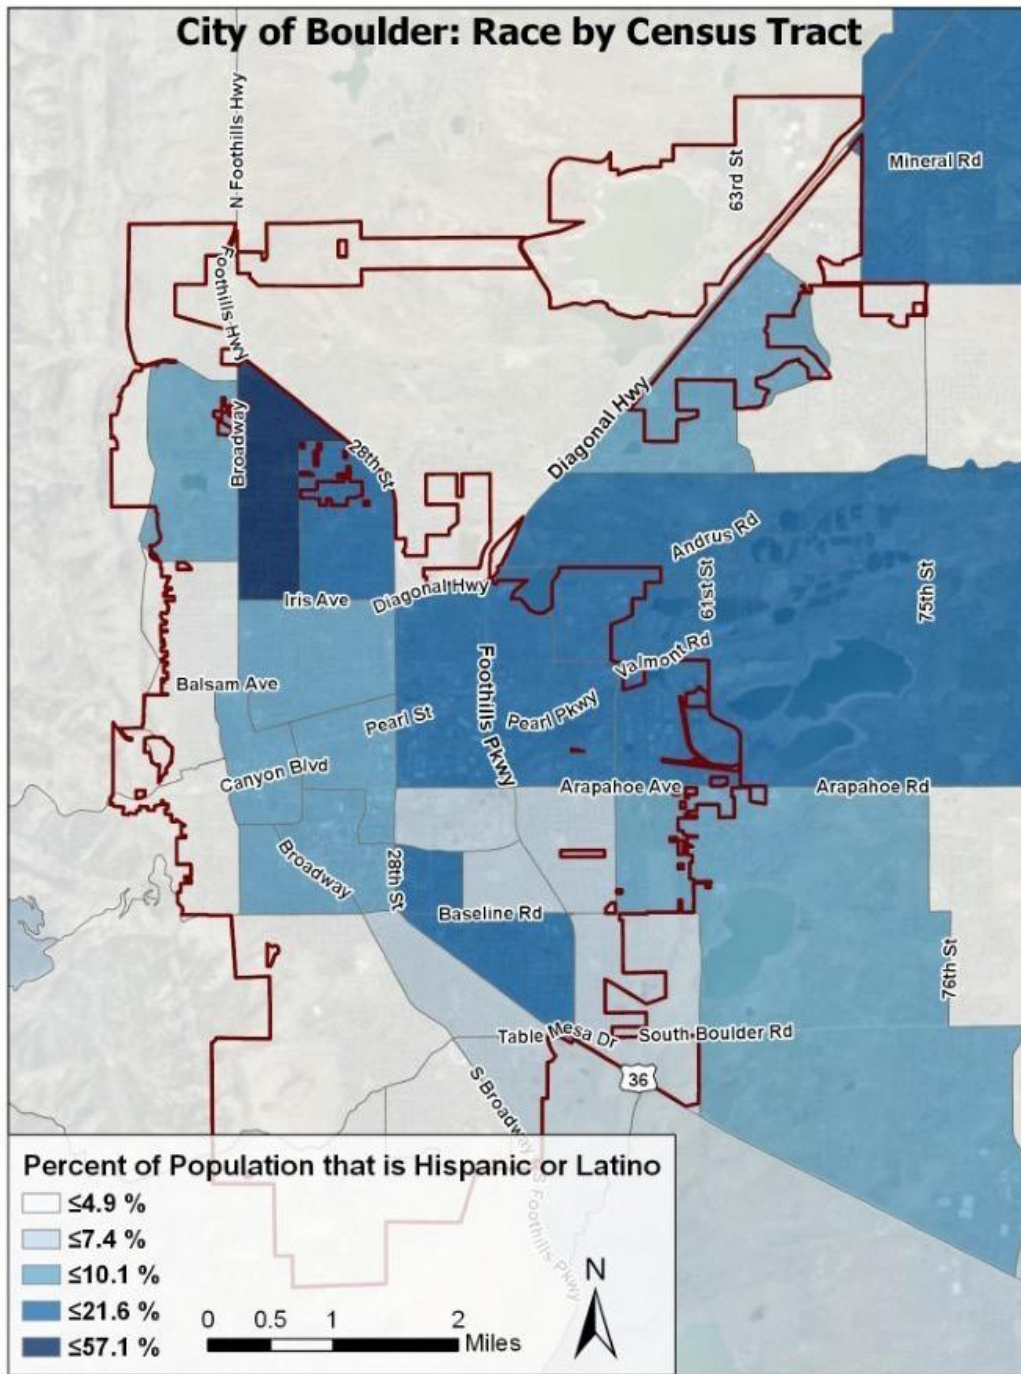 City of Boulder: Race by Census Tract
N Foothills Hwy
63rd St
Mineral Rd
Foothills Hwy
Diagonal Hwy
Broadway
28th St
Andrus Rd
61st St
75th St
Iris Ave
Diagonal Hwy
Valmont Rd
Foothills Pkwy
Balsam Ave
Pearl St
Pearl Pkwy
Canyon Blvd
Arapahoe Ave
Arapahoe Rd
Broadway
28th St
Baseline Rd
76th St
Table Mesa Dr
South Boulder Rd
36
S Broadway
S Foothills Pkwy
Percent of Population that is Hispanic or Latino
≤4.9 %
≤7.4 %
≤10.1 %
≤21.6 %
≤57.1 %
0 0.5 1 2
Miles
N